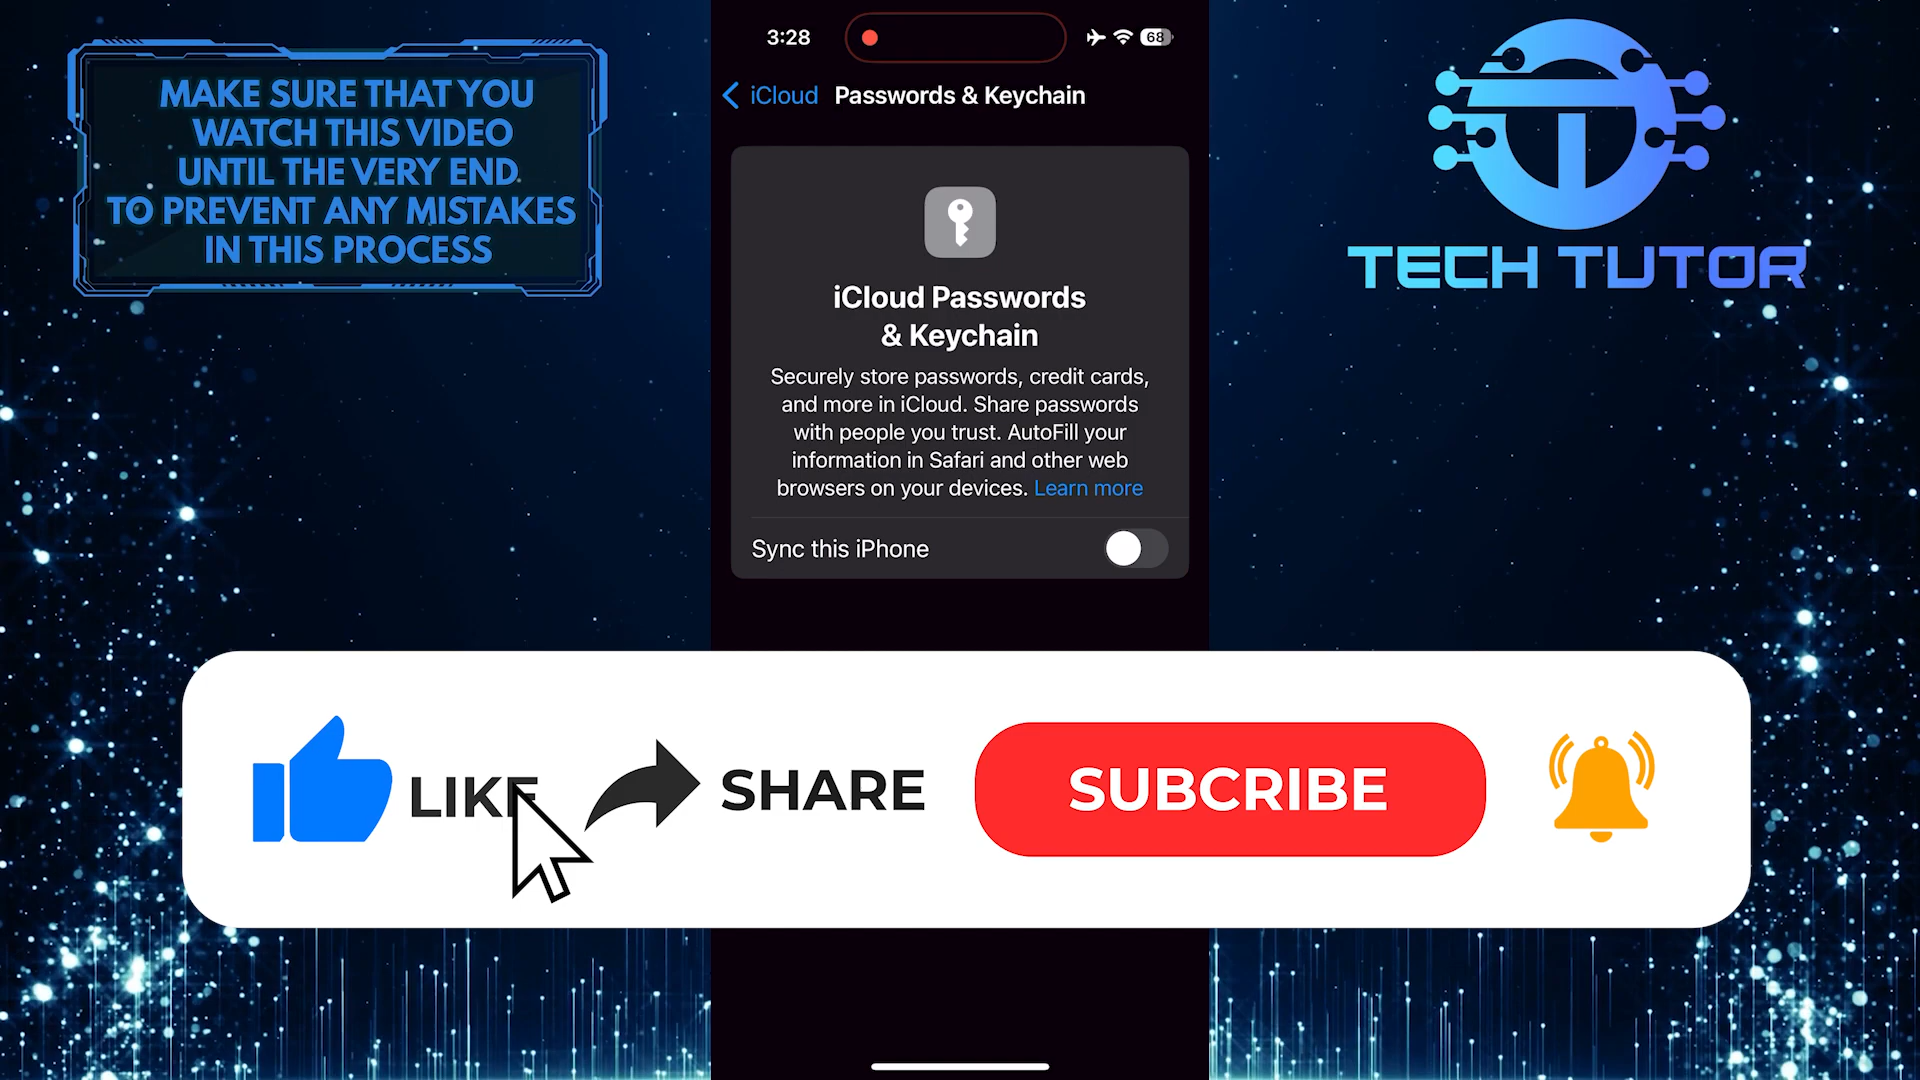 MAKE SURE THAT YOU
WATCH THIS VIDEO
UNTIL THE VERY END
TO PREVENT ANY MISTAKES
IN THIS PROCESS
3:28
68
iCloud Passwords & Keychain
iCloud Passwords
& Keychain
Securely store passwords, credit cards,
and more in iCloud. Share passwords
with people you trust. AutoFill your
information in Safari and other web
browsers on your devices. Learn more
Sync this iPhone
TECH TUTOR
LIKE
SHARE
SUBCRIBE